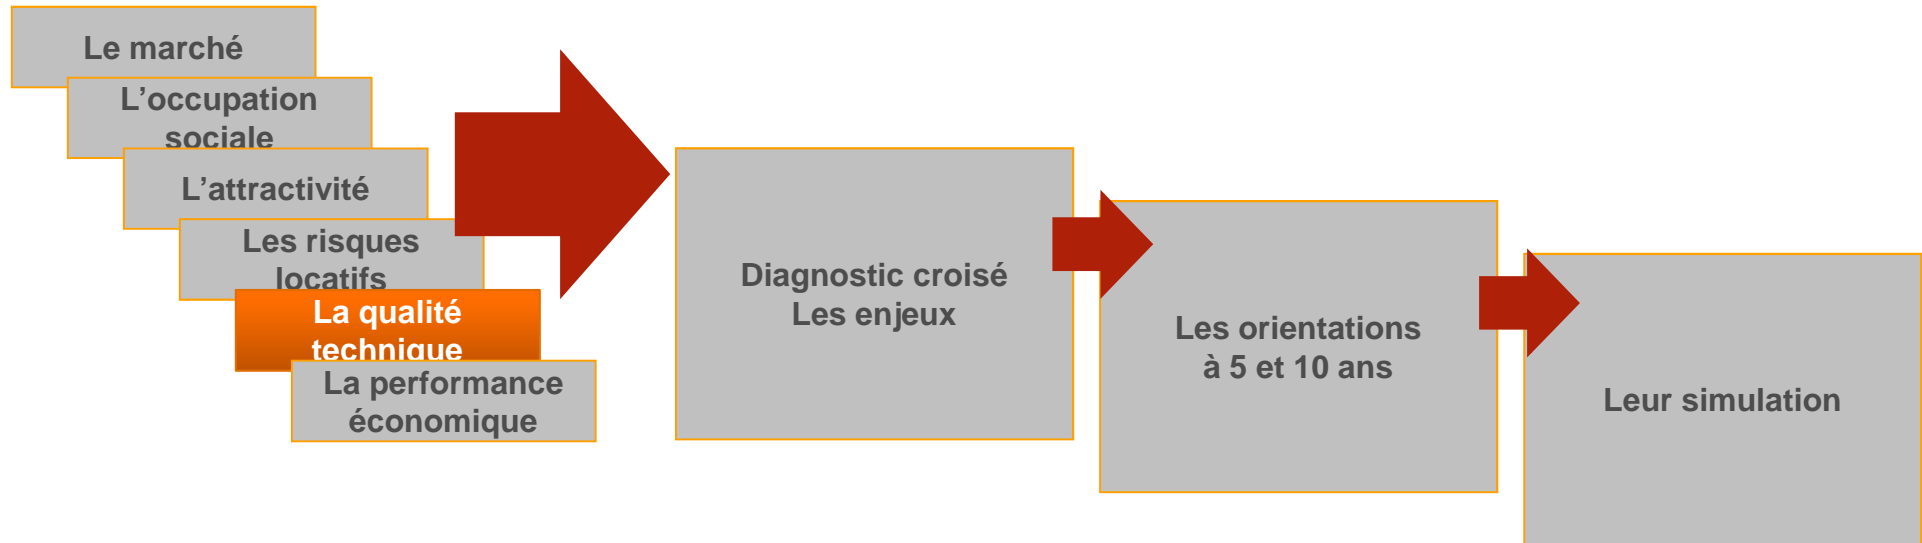 Le marché
L’occupation
sociale
L’attractivité
Les risques
locatifs
La qualité
technique
La performance
économique
Diagnostic croisé
Les enjeux
Les orientations
à 5 et 10 ans
Leur simulation